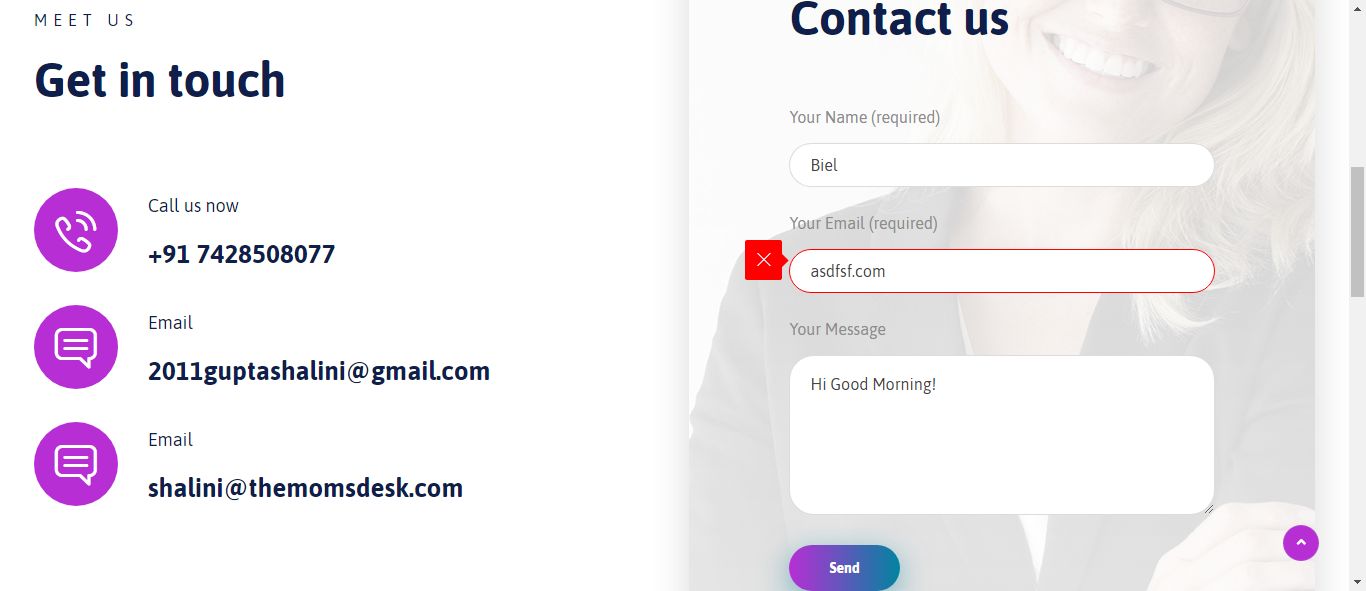 MEET US
Get in touch
Call us now
+91 7428508077
Email
2011guptashalini@gmail.com
Email
shalini@themomsdesk.com
Contact us
Your Name (required)
Biel
Your Email (required)
asdfsf.com
Your Message
Hi Good Morning!
Send